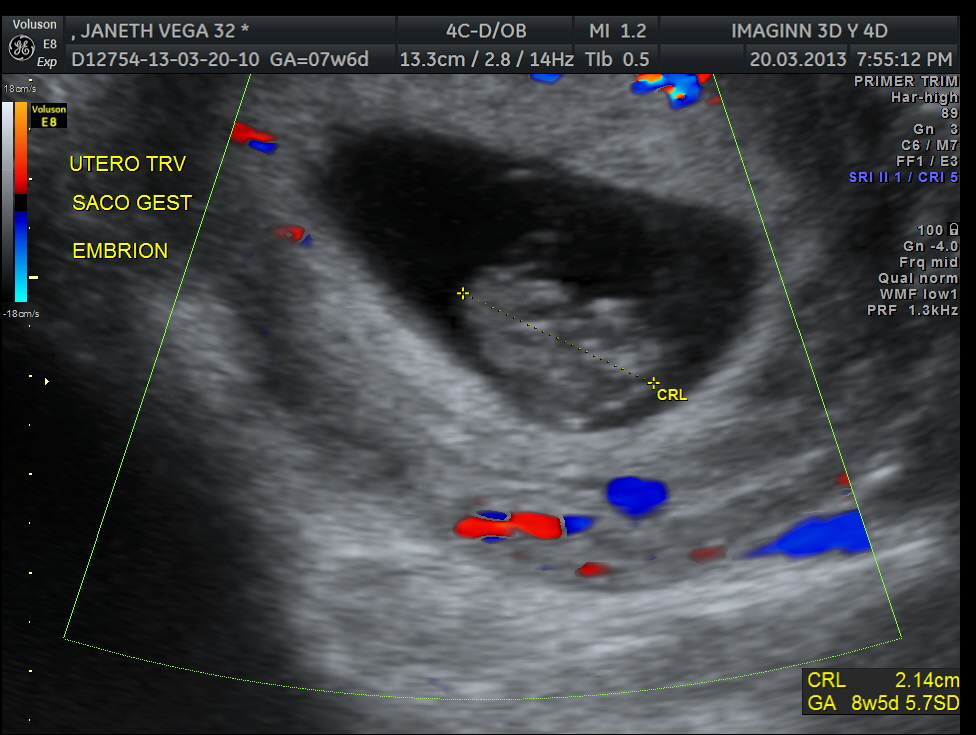 Voluson
E8
Exp
, JANETH VEGA 32 *
4C-D/OB
MI 1.2
IMAGINN 3D Y 4D
D12754-13-03-20-10 GA=07w6d
13.3cm / 2.8 / 14Hz
TIb 0.5
20.03.2013 7:55:12 PM
18cm/s
Voluson
E8
-18cm/s
UTERO TRV
SACO GEST
EMBRION
PRIMER TRIM
Har-high
89
Gn 3
C6 / M7
FF1 / E3
SRI II 1 / CRI 5
100
Gn -4.0
Frq mid
Qual norm
WMF low1
PRF 1.3kHz
CRL
CRL 2.14cm
GA 8w5d 5.7SD